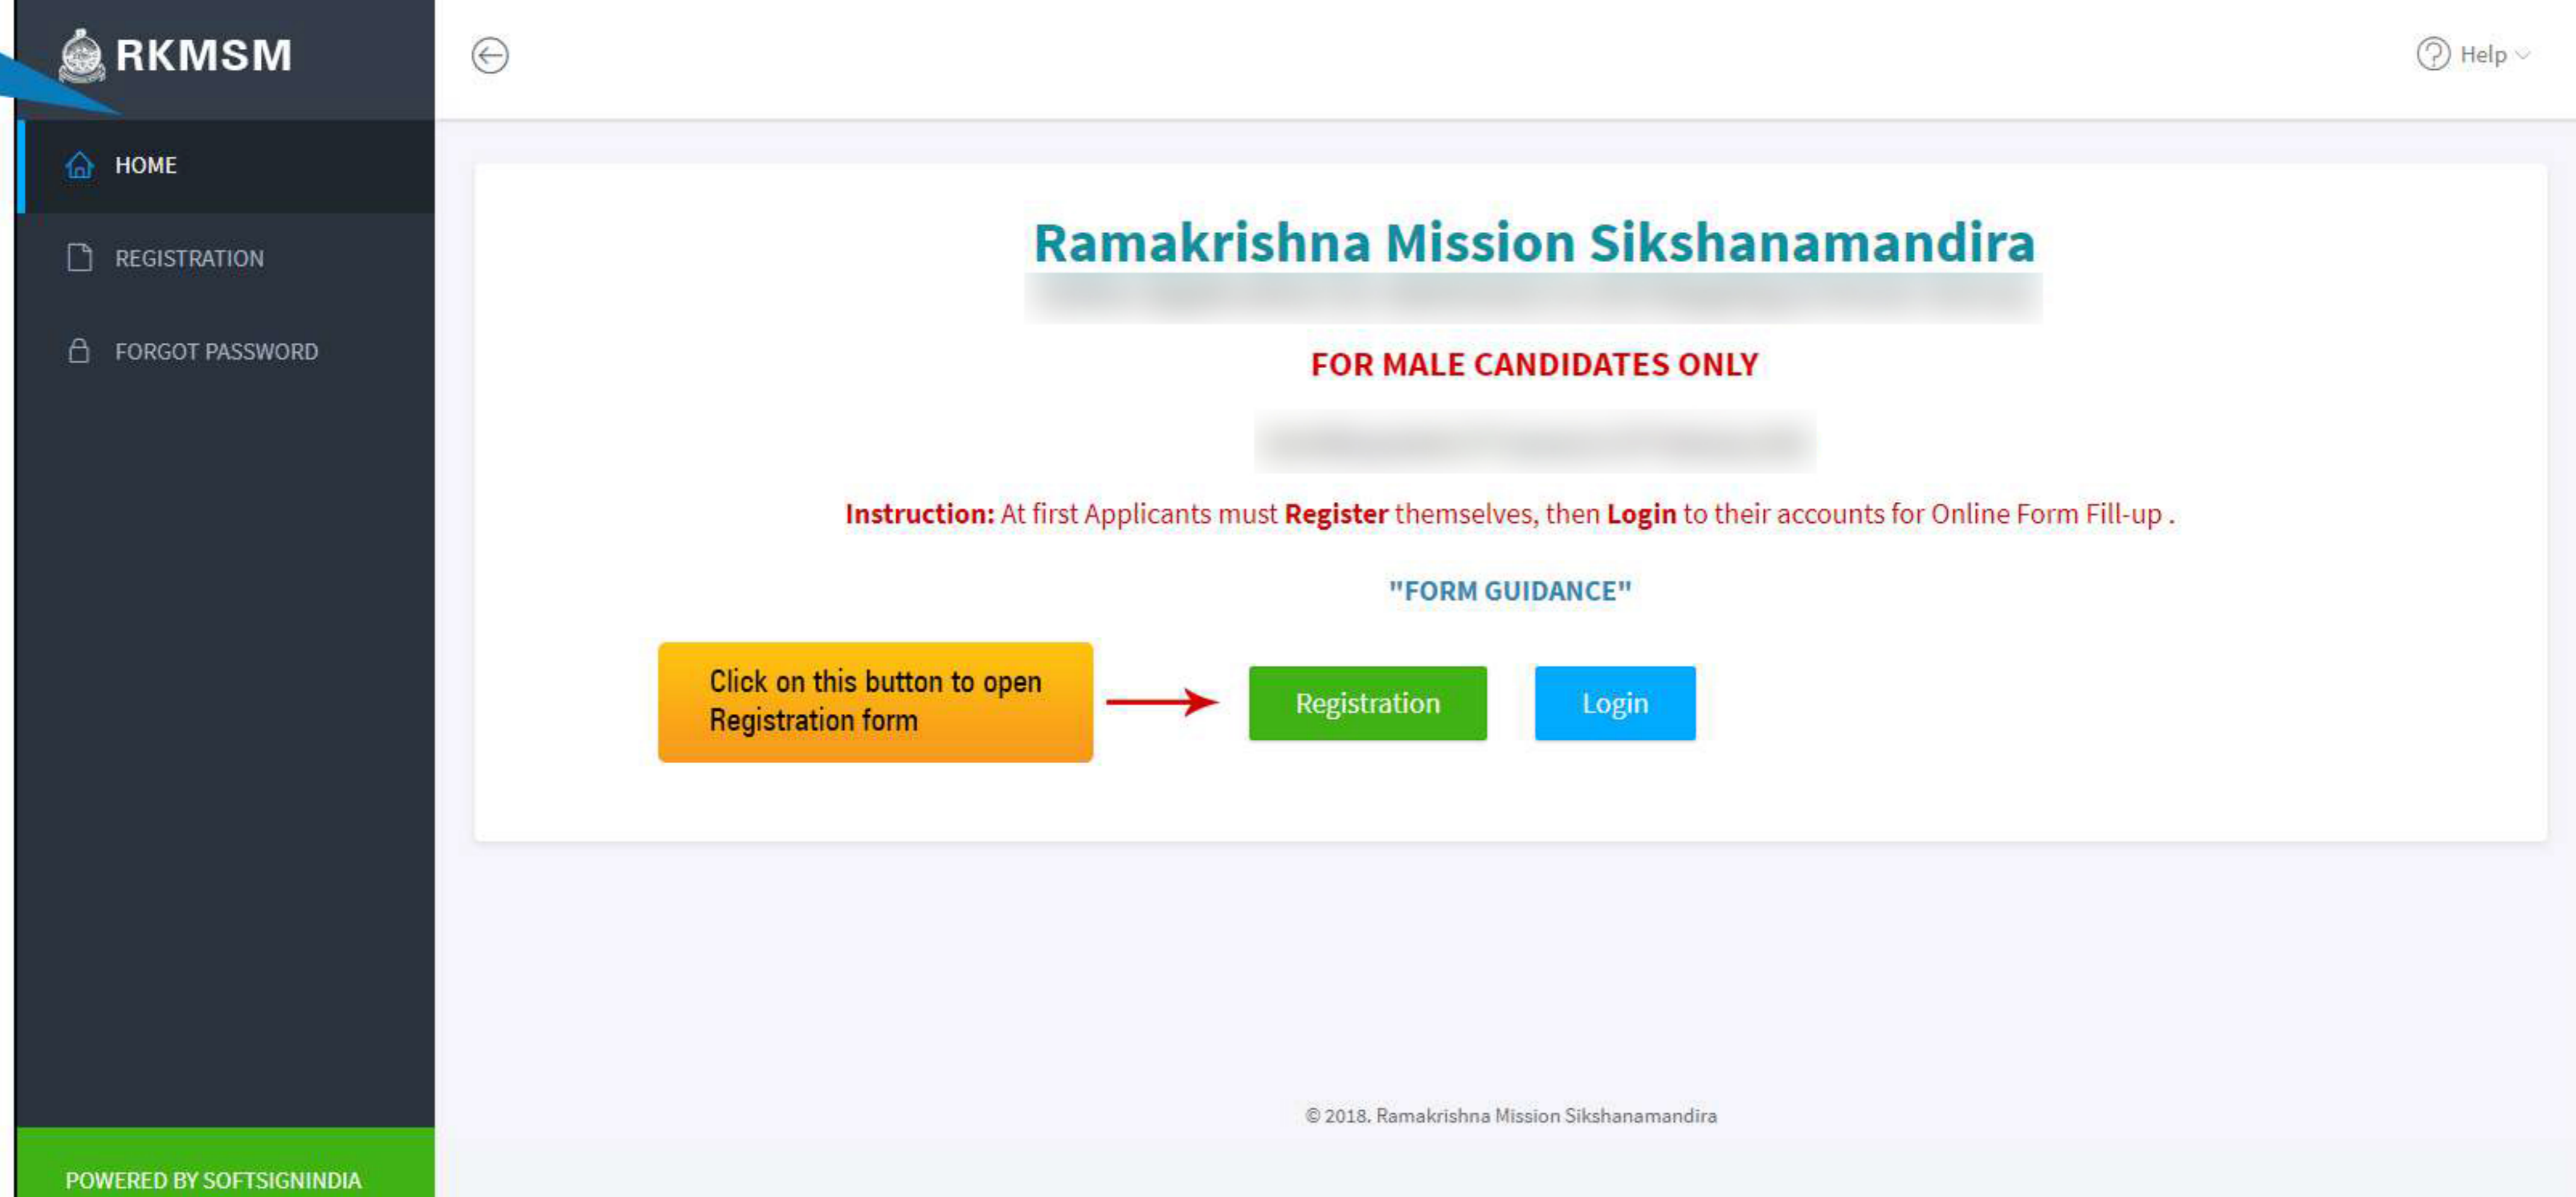 RKMSM
Help
HOME
REGISTRATION
FORGOT PASSWORD
Ramakrishna Mission Sikshanamandira
FOR MALE CANDIDATES ONLY
Instruction: At first Applicants must Register themselves, then Login to their accounts for Online Form Fill-up .
"FORM GUIDANCE"
Click on this button to open
Registration form
Registration
Login
© 2018. Ramakrishna Mission Sikshanamandira
POWERED BY SOFTSIGNINDIA